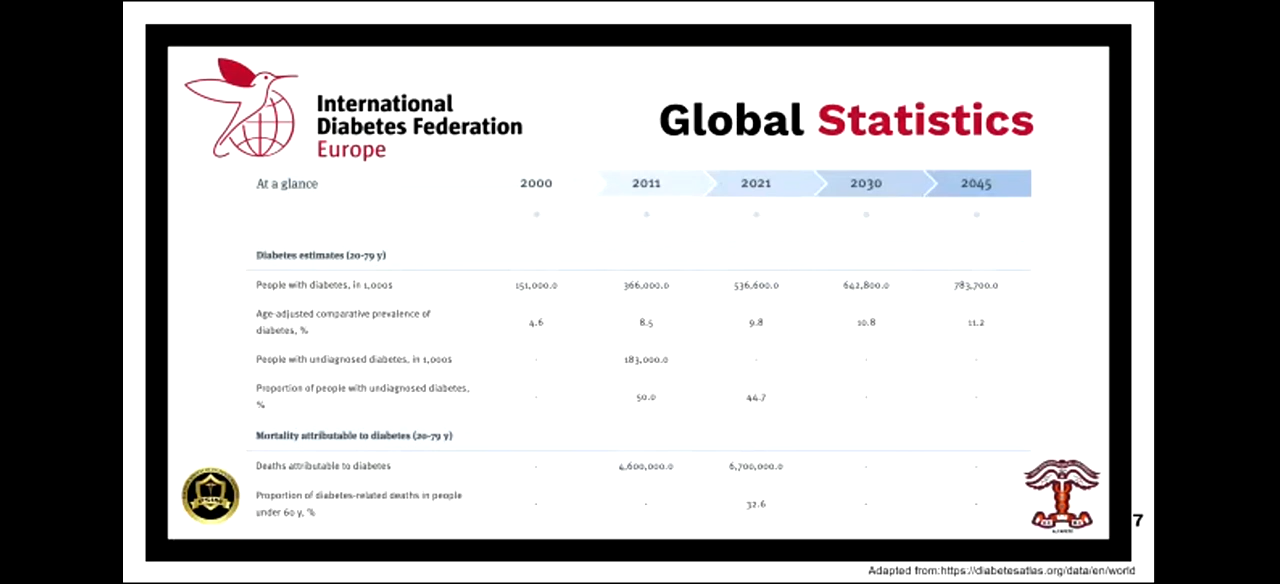 International
Diabetes Federation
Europe
Global Statistics
At a glance 2000 2011 2021 2030 2045
Diabetes estimates (20-79 y)
People with diabetes, in 1,000s 151,000.0 366,000.0 536,600.0 642,800.0 783,700.0
Age-adjusted comparative prevalence of
diabetes, % 4.6 8.5 9.8 10.8 11.2
People with undiagnosed diabetes, in 1,000s - 183,000.0 - - -
Proportion of people with undiagnosed diabetes,
% - 50.0 44.7 - -
Mortality attributable to diabetes (20-79 y)
Deaths attributable to diabetes - 4,600,000.0 6,700,000.0 - -
Proportion of diabetes-related deaths in people
under 60 y, % - - 32.6 - -
7
Adapted from:https://diabetesatlas.org/data/en/world